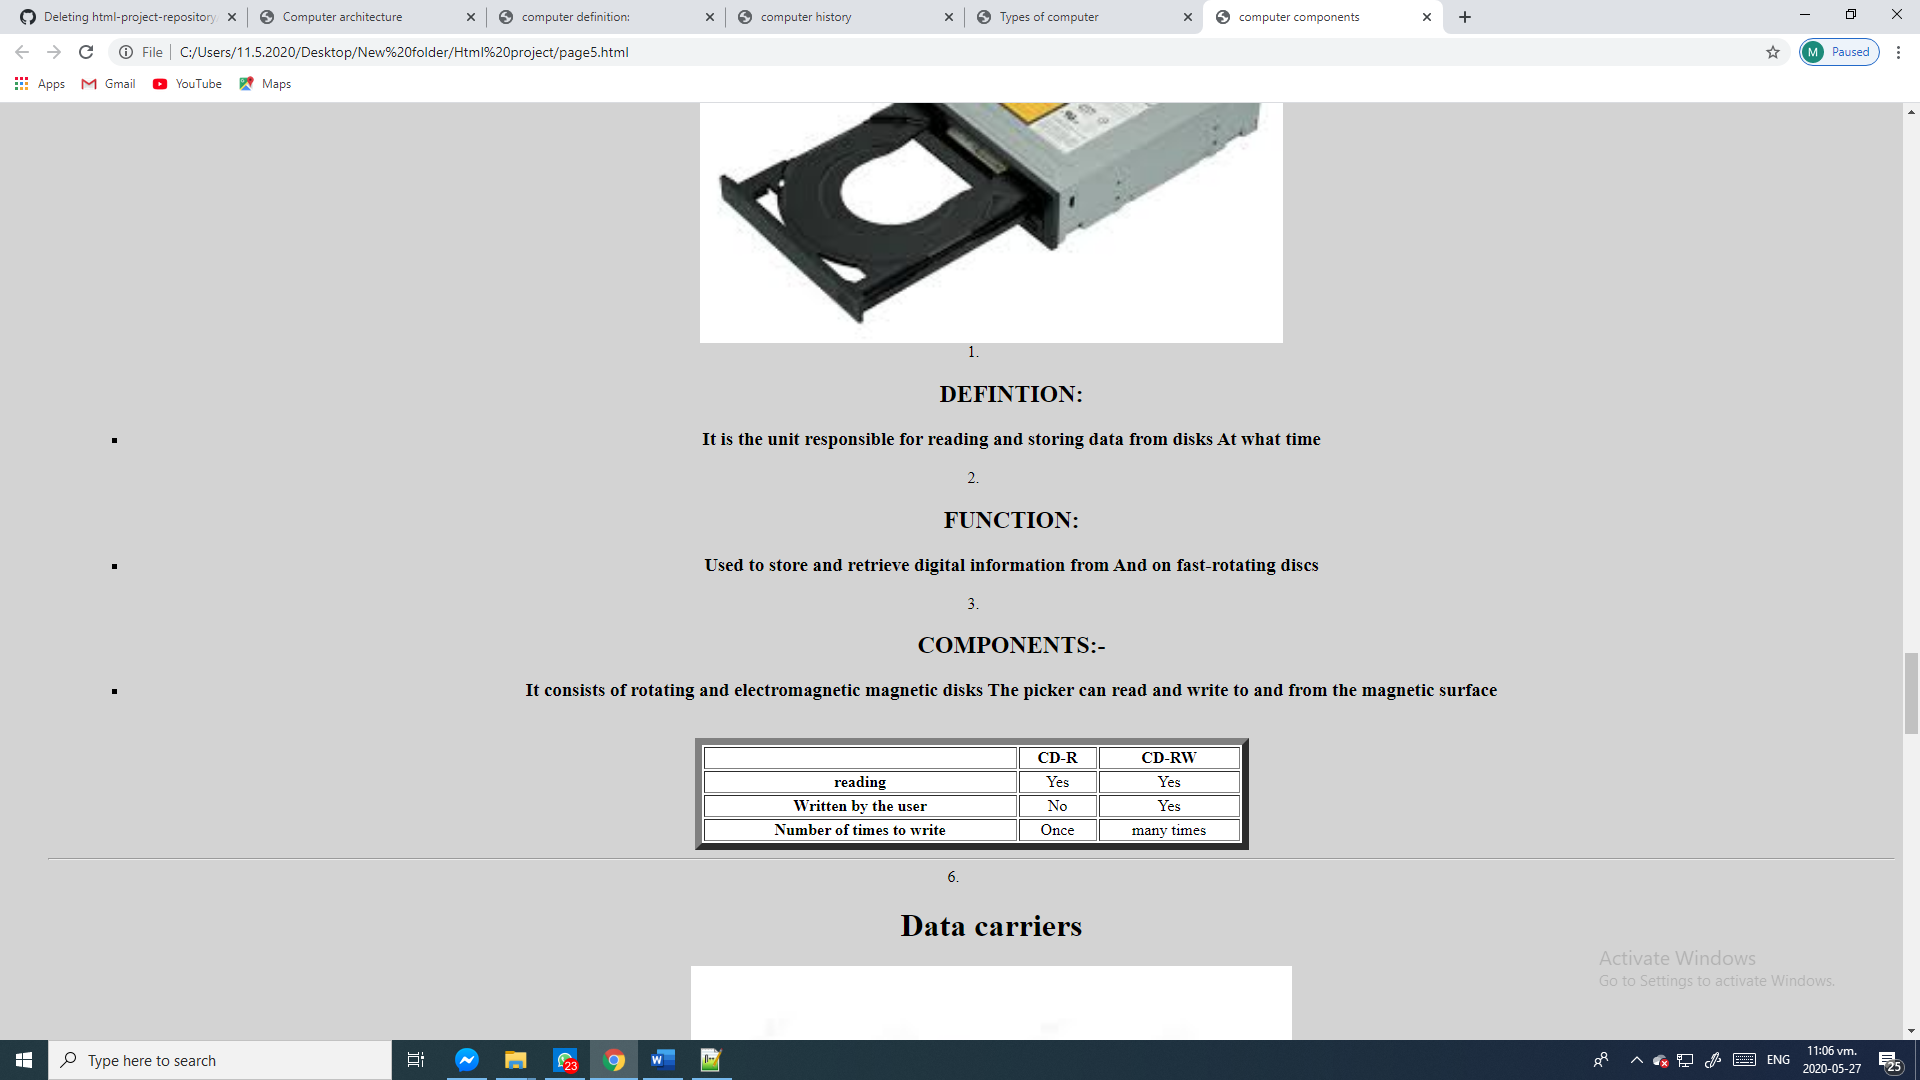 Deleting html-project-repository
Computer architecture
computer definition:
computer history
Types of computer
computer components
File
C:/Users/11.5.2020/Desktop/New%20folder/Html%20project/page5.html
M Paused
Apps Gmail YouTube Maps
1.
DEFINTION:
It is the unit responsible for reading and storing data from disks At what time
2.
FUNCTION:
Used to store and retrieve digital information from And on fast-rotating discs
3.
COMPONENTS:-
It consists of rotating and electromagnetic magnetic disks The picker can read and write to and from the magnetic surface
CD-R CD-RW
reading Yes Yes
Written by the user No Yes
Number of times to write Once many times
6.
Data carriers
Activate Windows
Go to Settings to activate Windows.
Type here to search
23
ENG
11:06 vm.
2020-05-27
25